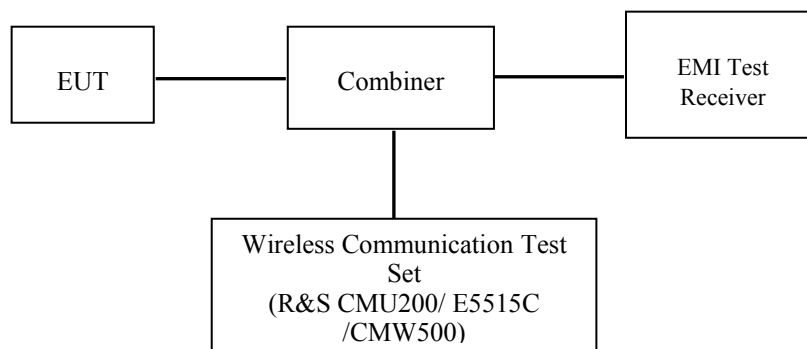 EUT
Combiner
EMI Test
Receiver
Wireless Communication Test
Set
(R&S CMU200/ E5515C
/CMW500)